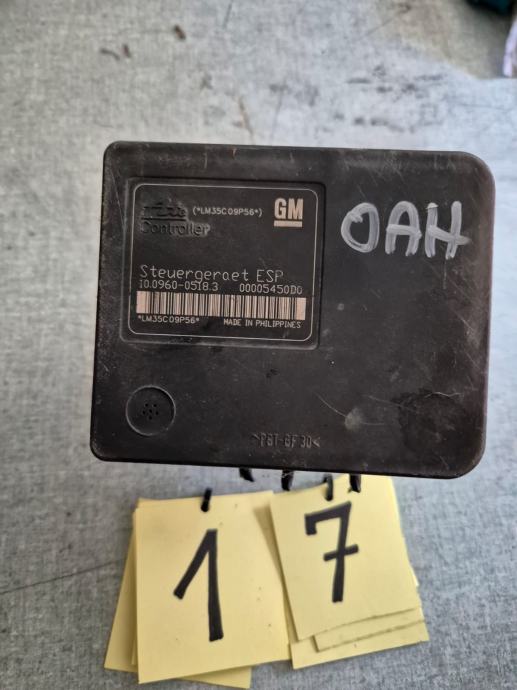 (*LM35C09P56*)
GM
Controller
OAH
Steuergeraet ESP
10.0960-0518.3 00005450D0
*LM35C09P56* MADE IN PHILIPPINES
>PBT-GF30<
1 7